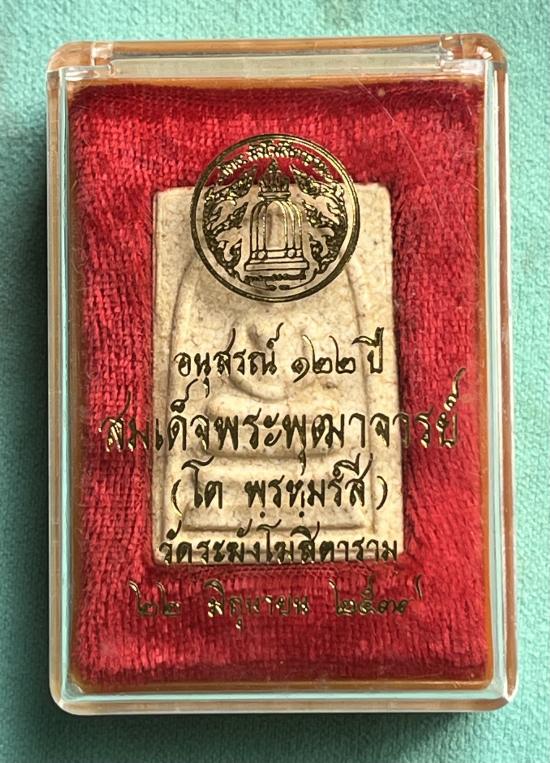 อนุสรณ์ ๑๒๒ ปี
สมเด็จพระพุฒาจารย์
(โต พฺรหฺมรํสี)
วัดระฆังโฆสิตาราม
๒๒ มิถุนายน ๒๕๓๗